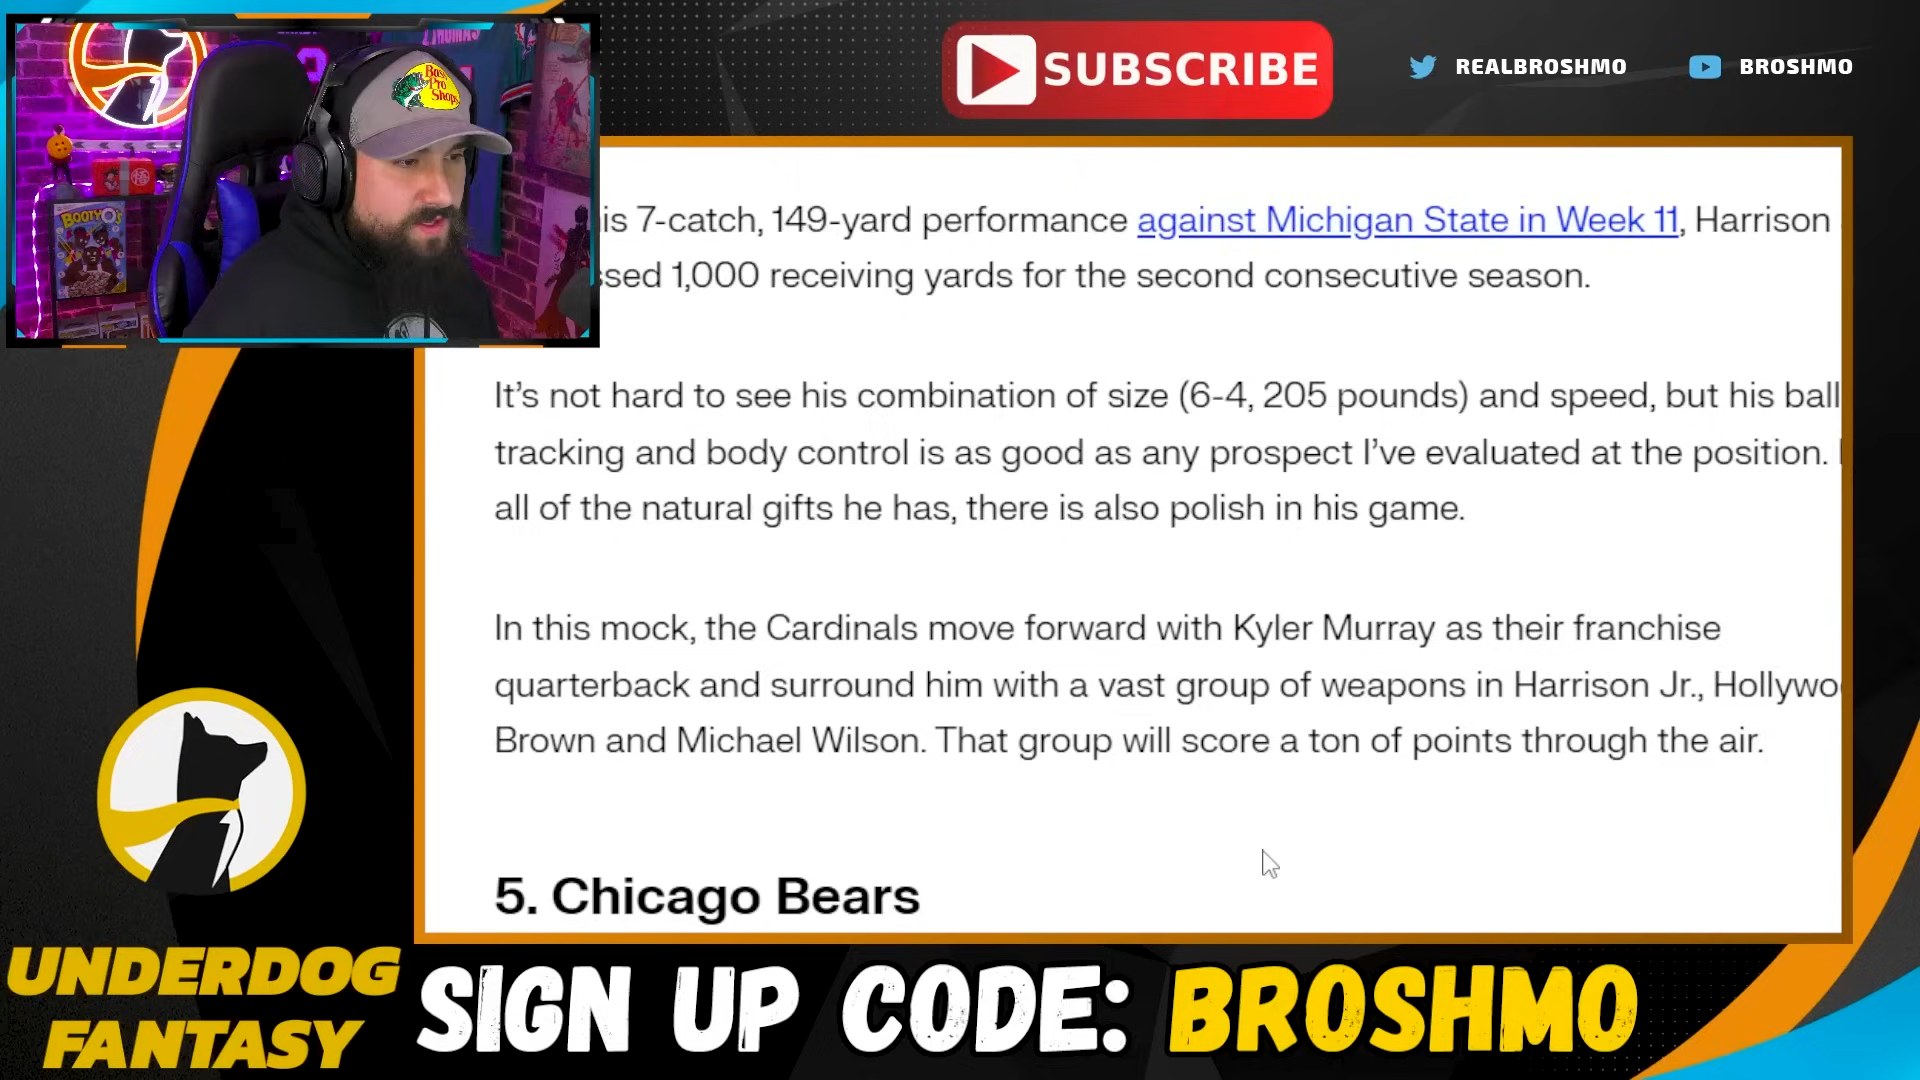 THOMAS
Bass
Pro
Shops
BOOTYO'S
SUBSCRIBE
REALBROSHMO
BROSHMO
is 7-catch, 149-yard performance against Michigan State in Week 11, Harrison
ssed 1,000 receiving yards for the second consecutive season.
It's not hard to see his combination of size (6-4, 205 pounds) and speed, but his ball
tracking and body control is as good as any prospect I've evaluated at the position.
all of the natural gifts he has, there is also polish in his game.
In this mock, the Cardinals move forward with Kyler Murray as their franchise
quarterback and surround him with a vast group of weapons in Harrison Jr., Hollywo
Brown and Michael Wilson. That group will score a ton of points through the air.
5. Chicago Bears
UNDERDOG
FANTASY
SIGN UP CODE: BROSHMO